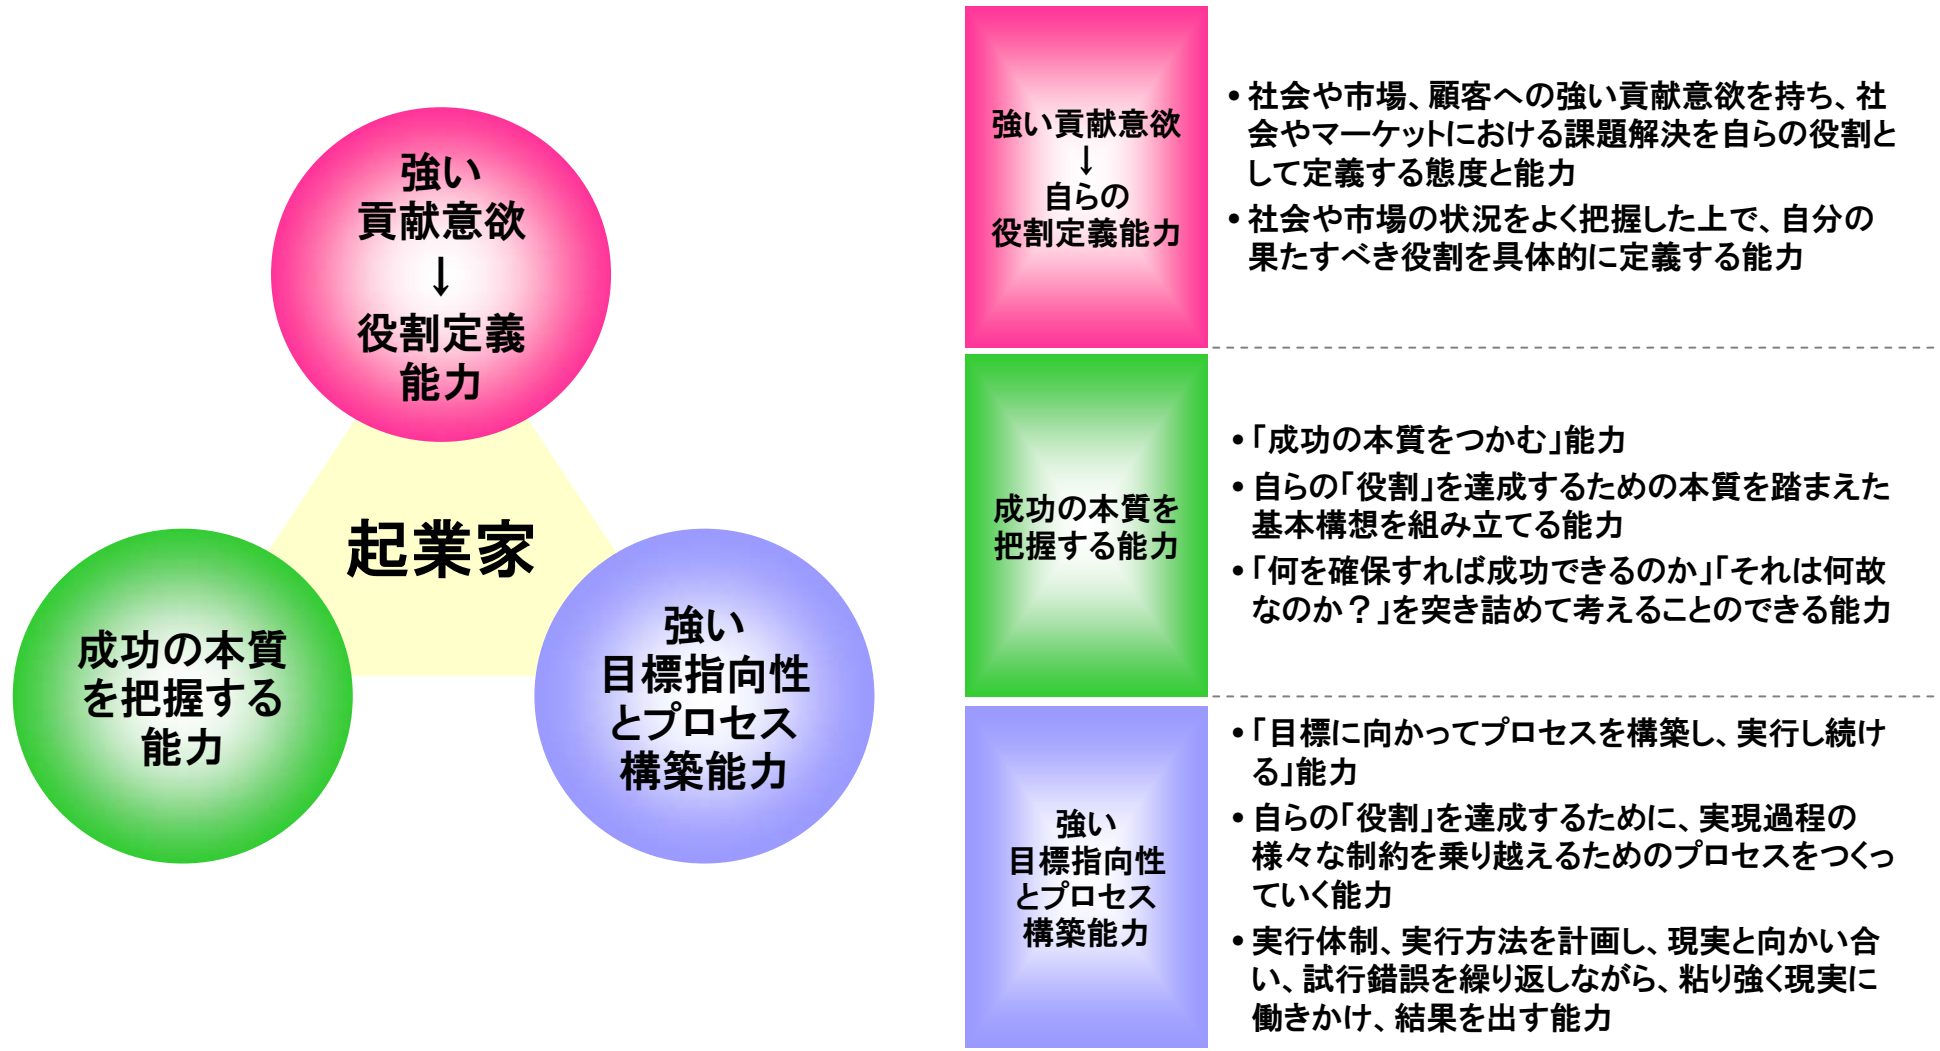 強い
貢献意欲
↓
役割定義
能力
起業家
成功の本質
を把握する
能力
強い
目標指向性
とプロセス
構築能力
強い貢献意欲
↓
自らの
役割定義能力
•社会や市場、顧客への強い貢献意欲を持ち、社
会やマーケットにおける課題解決を自らの役割と
して定義する態度と能力
•社会や市場の状況をよく把握した上で、自分の
果たすべき役割を具体的に定義する能力
成功の本質を
把握する能力
•「成功の本質をつかむ」能力
•自らの「役割」を達成するための本質を踏まえた
基本構想を組み立てる能力
•「何を確保すれば成功できるのか」「それは何故
なのか？」を突き詰めて考えることのできる能力
強い
目標指向性
とプロセス
構築能力
•「目標に向かってプロセスを構築し、実行し続け
る」能力
•自らの「役割」を達成するために、実現過程の
様々な制約を乗り越えるためのプロセスをつくっ
ていく能力
•実行体制、実行方法を計画し、現実と向かい合
い、試行錯誤を繰り返しながら、粘り強く現実に
働きかけ、結果を出す能力